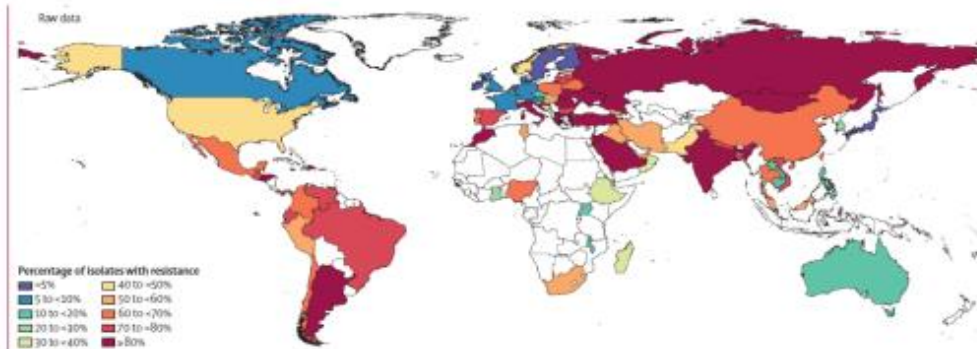 Raw data
Percentage of isolates with resistance
<5% 40 to <50%
5 to <10% 50 to <60%
10 to <20% 60 to <70%
20 to <30% 70 to <80%
30 to <40% ≥80%